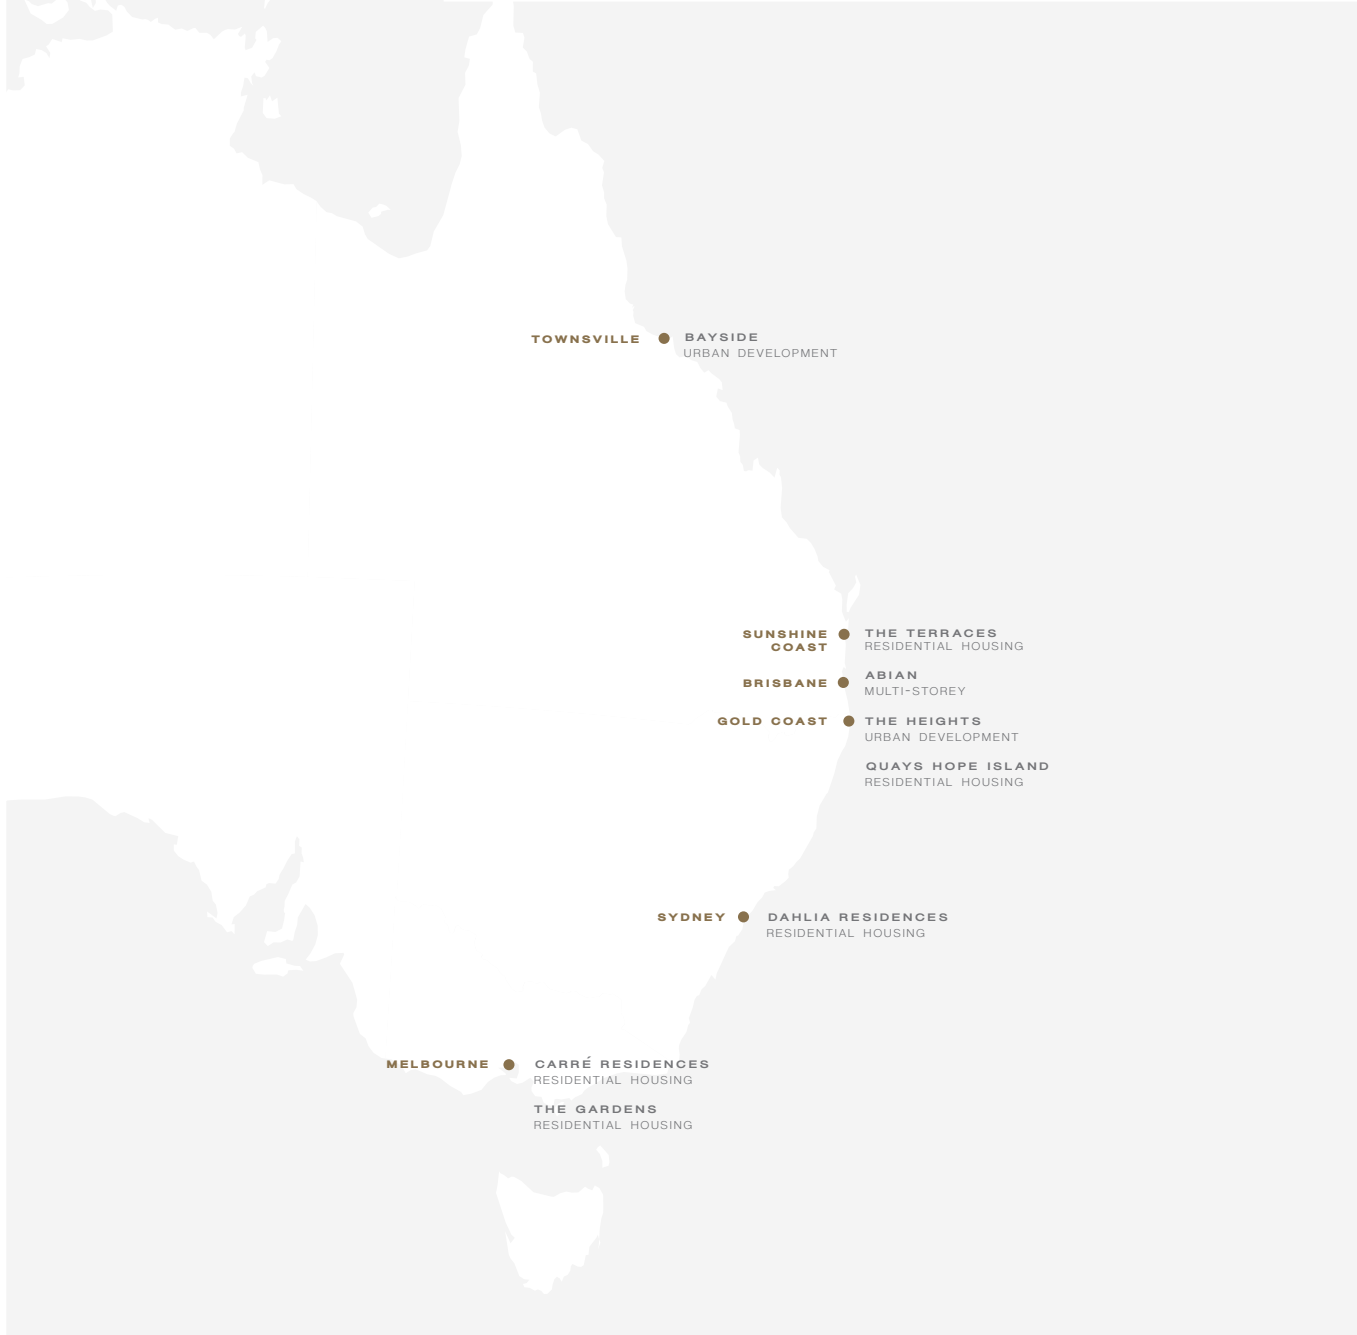 TOWNSVILLE
BAYSIDE
URBAN DEVELOPMENT
SUNSHINE
COAST
THE TERRACES
RESIDENTIAL HOUSING
BRISBANE
ABIAN
MULTI-STOREY
GOLD COAST
THE HEIGHTS
URBAN DEVELOPMENT
QUAYS HOPE ISLAND
RESIDENTIAL HOUSING
SYDNEY
DAHLIA RESIDENCES
RESIDENTIAL HOUSING
MELBOURNE
CARRÉ RESIDENCES
RESIDENTIAL HOUSING
THE GARDENS
RESIDENTIAL HOUSING